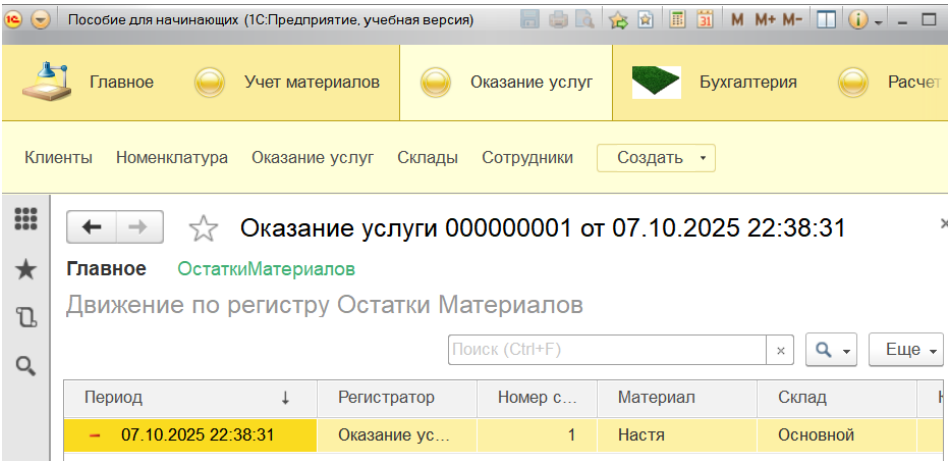 Пособие для начинающих (1С:Предприятие, учебная версия) 31 M M+ M-
Главное Учет материалов Оказание услуг Бухгалтерия Расчет
Клиенты Номенклатура Оказание услуг Склады Сотрудники Создать
Оказание услуги 000000001 от 07.10.2025 22:38:31
Главное ОстаткиМатериалов
Движение по регистру Остатки Материалов
Поиск (Ctrl+F) × Еще
Период ↓ Регистратор Номер с... Материал Склад
07.10.2025 22:38:31 Оказание ус... 1 Настя Основной